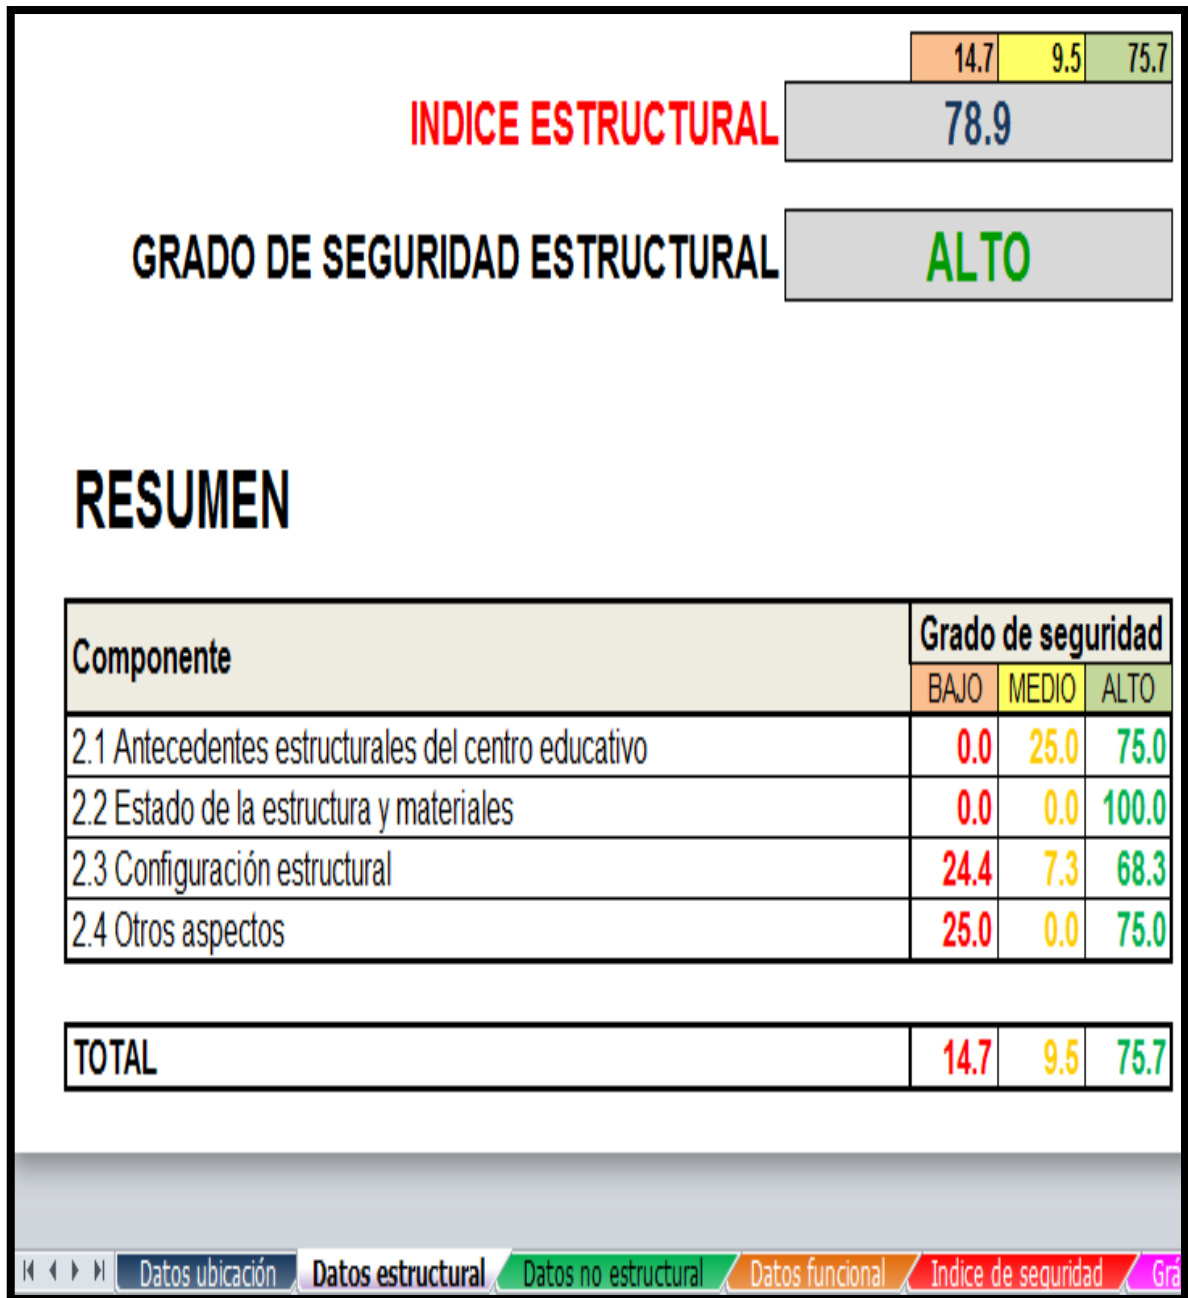 14.7 9.5 75.7
INDICE ESTRUCTURAL 78.9
GRADO DE SEGURIDAD ESTRUCTURAL ALTO
RESUMEN
Componente Grado de seguridad
BAJO MEDIO ALTO
2.1 Antecedentes estructurales del centro educativo 0.0 25.0 75.0
2.2 Estado de la estructura y materiales 0.0 0.0 100.0
2.3 Configuración estructural 24.4 7.3 68.3
2.4 Otros aspectos 25.0 0.0 75.0
TOTAL 14.7 9.5 75.7
Datos ubicación Datos estructural Datos no estructural Datos funcional Indice de seguridad Grá